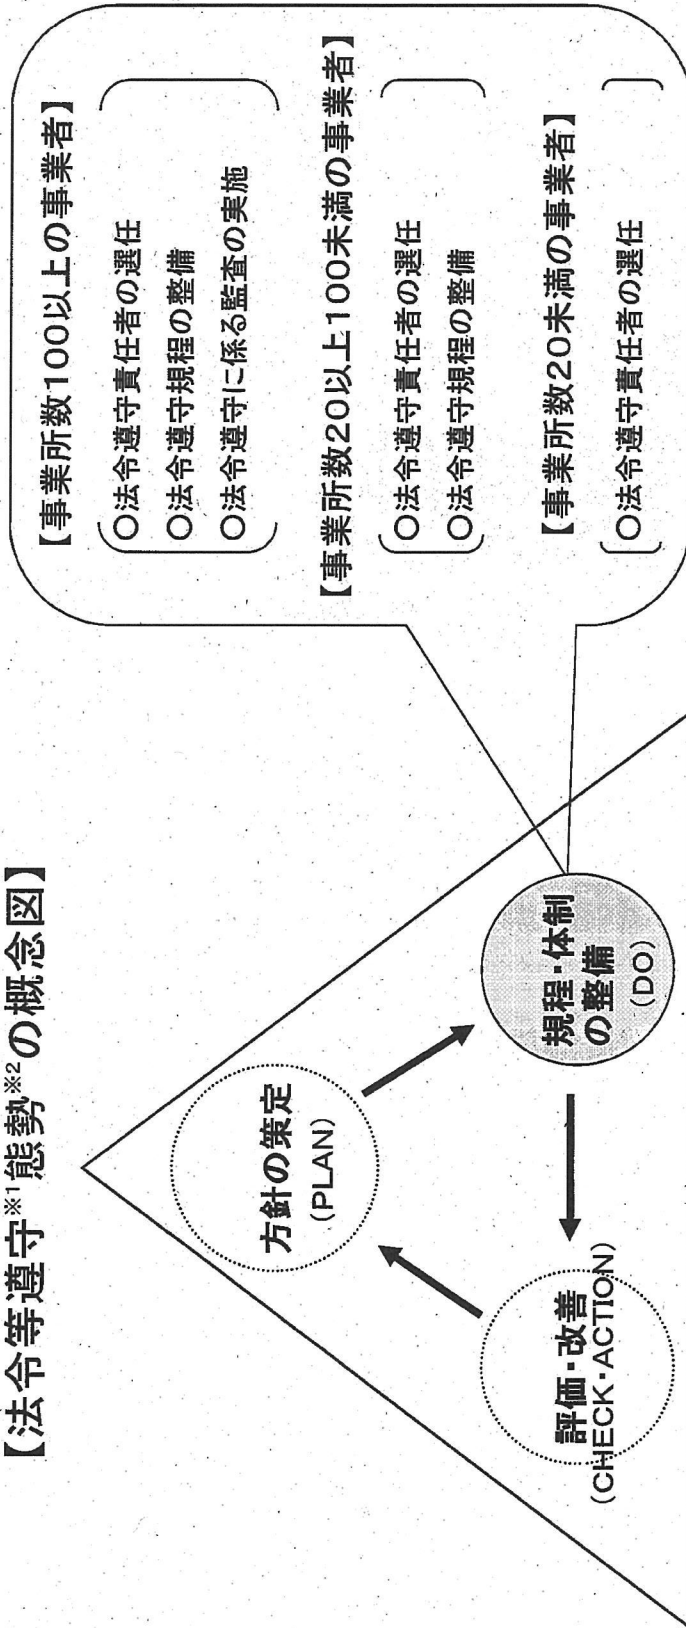 【法令等遵守※1態勢※2の概念図】
方針の策定
(PLAN)
規程・体制
の整備
(DO)
評価・改善
(CHECK・ACTION)
【事業所数100以上の事業者】
○法令遵守責任者の選任
○法令遵守規程の整備
○法令遵守に係る監査の実施
【事業所数20以上100未満の事業者】
○法令遵守責任者の選任
○法令遵守規程の整備
【事業所数20未満の事業者】
○法令遵守責任者の選任